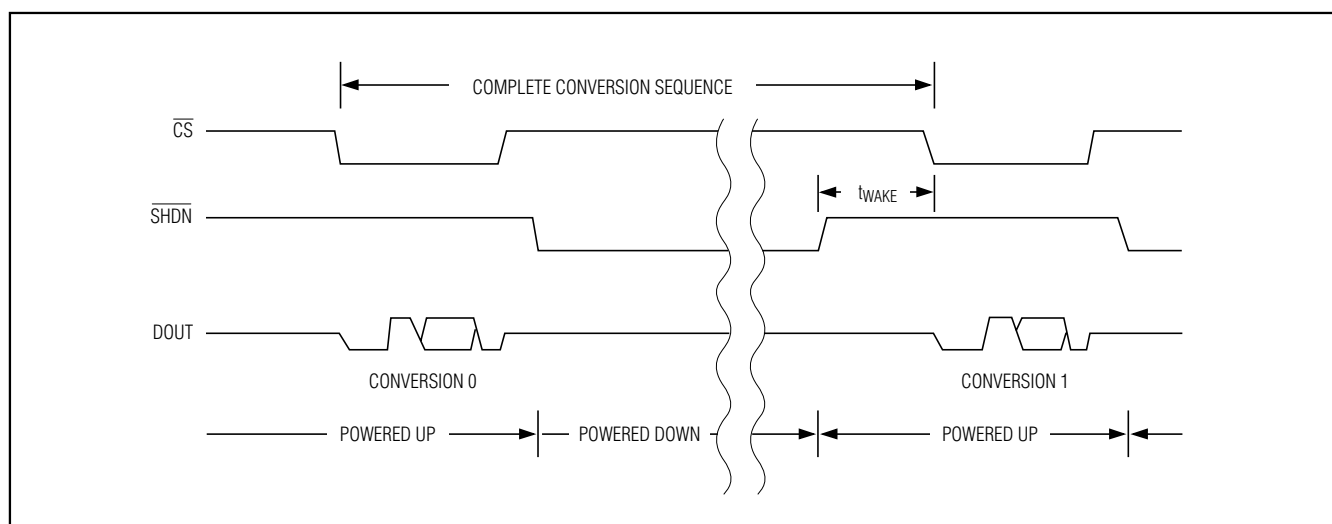 COMPLETE CONVERSION SEQUENCE
CS
tWAKE
SHDN
DOUT
CONVERSION 0
CONVERSION 1
POWERED UP
POWERED DOWN
POWERED UP